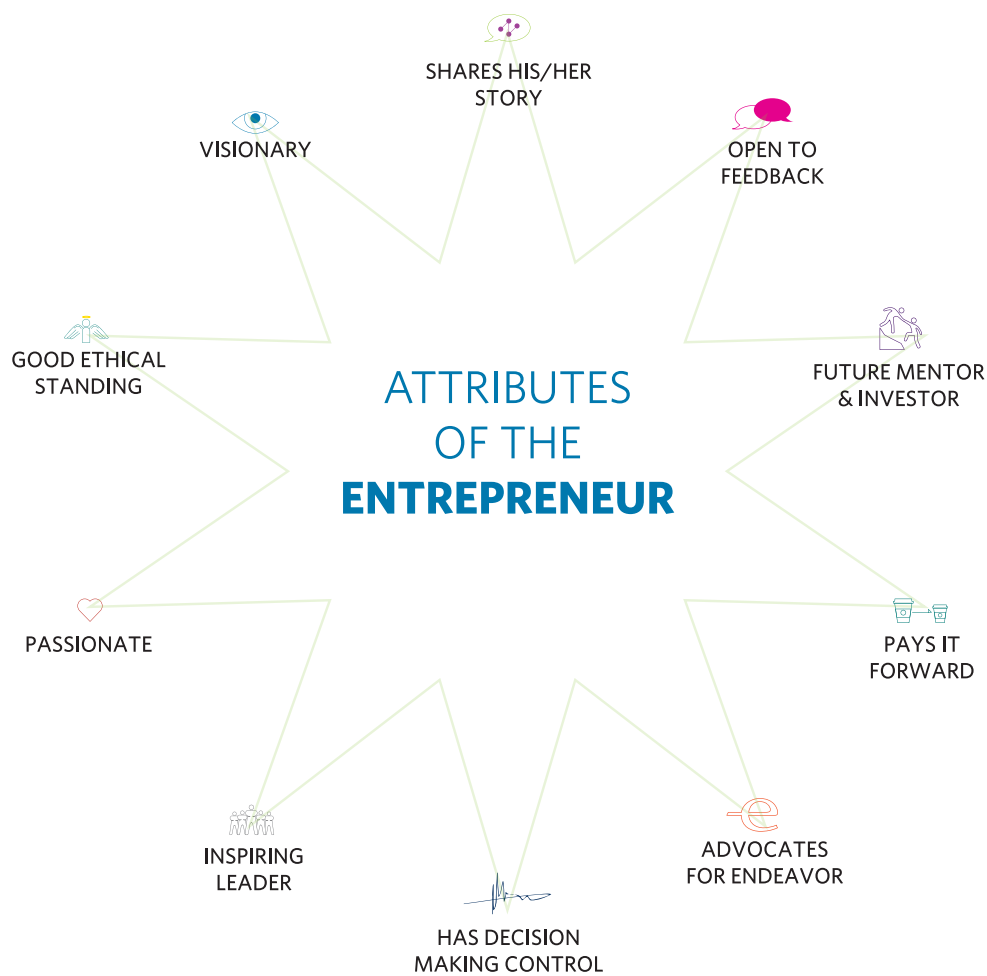 SHARES HIS/HER
STORY
VISIONARY
OPEN TO
FEEDBACK
GOOD ETHICAL
STANDING
FUTURE MENTOR
& INVESTOR
ATTRIBUTES
OF THE
ENTREPRENEUR
PASSIONATE
PAYS IT
FORWARD
INSPIRING
LEADER
ADVOCATES
FOR ENDEAVOR
HAS DECISION
MAKING CONTROL